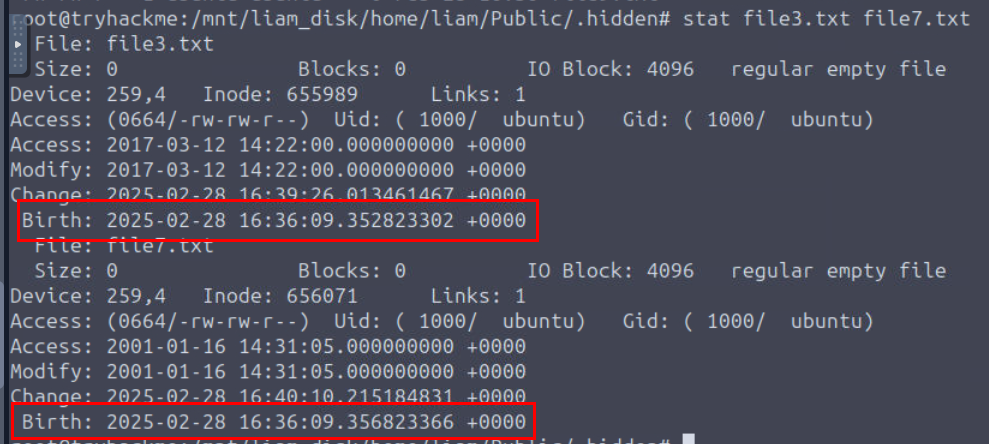 root@tryhackme:/mnt/liam_disk/home/liam/Public/.hidden# stat file3.txt file7.txt
  File: file3.txt
  Size: 0               Blocks: 0          IO Block: 4096   regular empty file
Device: 259,4   Inode: 655989      Links: 1
Access: (0664/-rw-rw-r--)  Uid: ( 1000/  ubuntu)   Gid: ( 1000/  ubuntu)
Access: 2017-03-12 14:22:00.000000000 +0000
Modify: 2017-03-12 14:22:00.000000000 +0000
Change: 2025-02-28 16:39:26.013461467 +0000
 Birth: 2025-02-28 16:36:09.352823302 +0000
  File: file7.txt
  Size: 0               Blocks: 0          IO Block: 4096   regular empty file
Device: 259,4   Inode: 656071      Links: 1
Access: (0664/-rw-rw-r--)  Uid: ( 1000/  ubuntu)   Gid: ( 1000/  ubuntu)
Access: 2001-01-16 14:31:05.000000000 +0000
Modify: 2001-01-16 14:31:05.000000000 +0000
Change: 2025-02-28 16:40:10.215184831 +0000
 Birth: 2025-02-28 16:36:09.356823366 +0000
root@tryhackme:/mnt/liam_disk/home/liam/Public/.hidden#